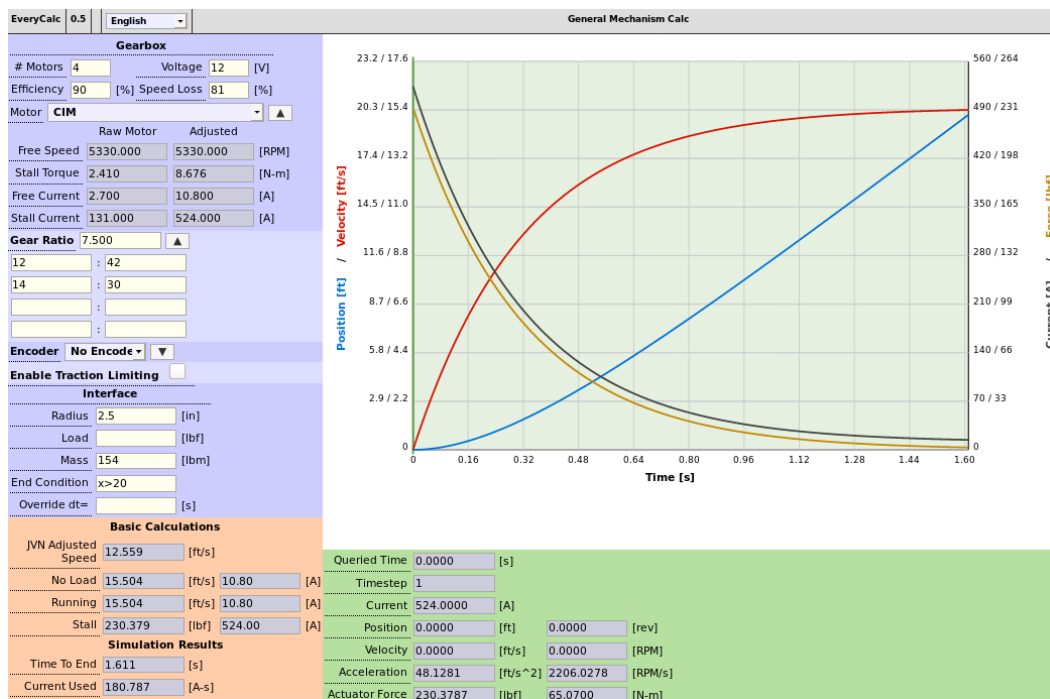 EveryCalc 0.5 English General Mechanism Calc
Gearbox
# Motors 4 Voltage 12 [V]
Efficiency 90 [%] Speed Loss 81 [%]
Motor CIM ▲
Raw Motor Adjusted
Free Speed 5330.000 5330.000 [RPM]
Stall Torque 2.410 8.676 [N-m]
Free Current 2.700 10.800 [A]
Stall Current 131.000 524.000 [A]
Gear Ratio 7.500 ▲
12 : 42
14 : 30
:
:
Encoder No Encode ▼
Enable Traction Limiting
Interface
Radius 2.5 [in]
Load [lbf]
Mass 154 [lbm]
End Condition x>20
Override dt= [s]
Basic Calculations
JVN Adjusted
Speed 12.559 [ft/s]
No Load 15.504 [ft/s] 10.80 [A]
Running 15.504 [ft/s] 10.80 [A]
Stall 230.379 [lbf] 524.00 [A]
Simulation Results
Time To End 1.611 [s]
Current Used 180.787 [A-s]
Position [ft] / Velocity [ft/s]
23.2 / 17.6
20.3 / 15.4
17.4 / 13.2
14.5 / 11.0
11.6 / 8.8
8.7 / 6.6
5.8 / 4.4
2.9 / 2.2
0
560 / 264
490 / 231
420 / 198
350 / 165
280 / 132
210 / 99
140 / 66
70 / 33
0
Current [A] / Force [lbf]
0 0.16 0.32 0.48 0.64 0.80 0.96 1.12 1.28 1.44 1.60
Time [s]
Queried Time 0.0000 [s]
Timestep 1
Current 524.0000 [A]
Position 0.0000 [ft] 0.0000 [rev]
Velocity 0.0000 [ft/s] 0.0000 [RPM]
Acceleration 48.1281 [ft/s^2] 2206.0278 [RPM/s]
Actuator Force 230.3787 [lbf] 65.0700 [N-m]